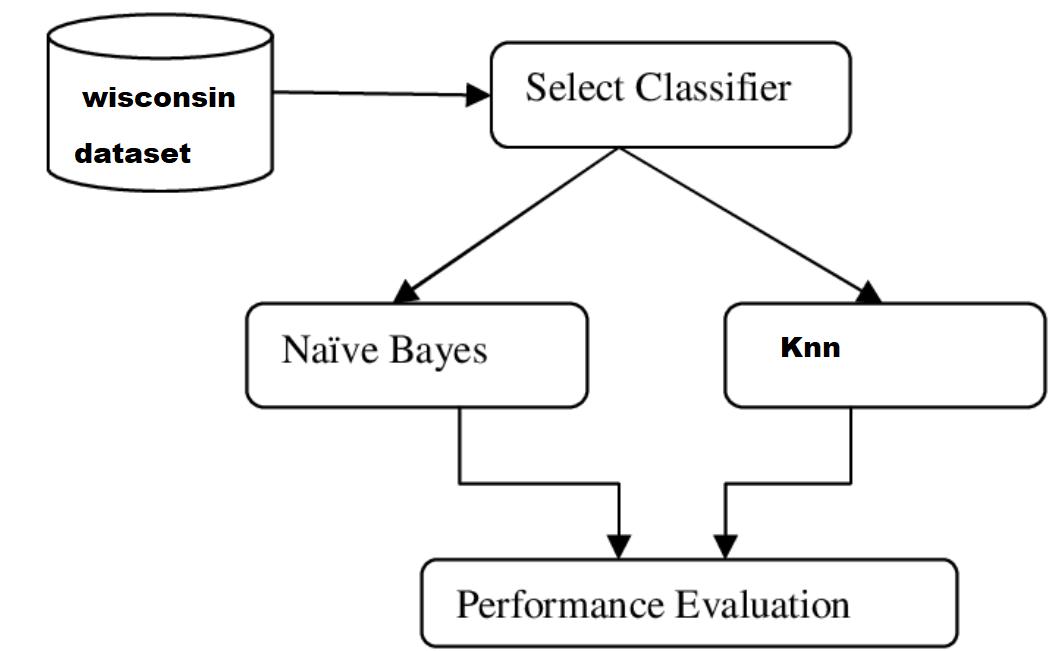 wisconsin
dataset
Select Classifier
Naïve Bayes
Knn
Performance Evaluation